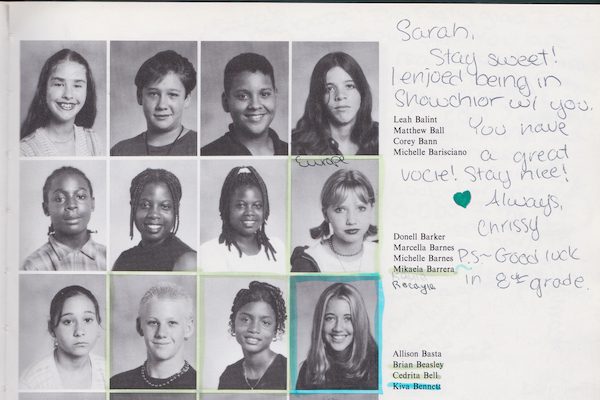 Sarah,
Stay sweet!
I enjoed being in
Showchior w/ you.
You have
a great
vocie! Stay nice!
Always,
Chrissy
P.S~Good luck
in 8th grade.
Leah Balint
Matthew Ball
Corey Bann
Michelle Barisciano
Europe
Donell Barker
Marcella Barnes
Michelle Barnes
Mikaela Barrera
Allison Basta
Brian Beasley
Cedrita Bell
Kiva Bennett